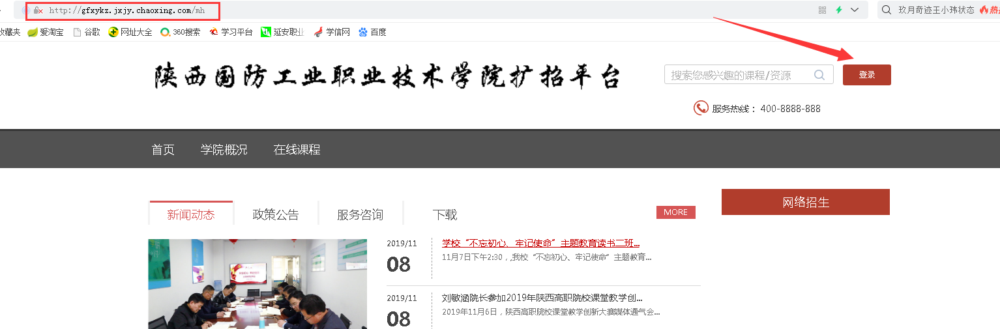 http://gfxykz.jxjy.chaoxing.com/mh
玖月奇迹王小玮状态
收藏夹 爱淘宝 谷歌 网址大全 360搜索 学习平台 延安职业 学信网 百度
陕西国防工业职业技术学院扩招平台
搜索您感兴趣的课程/资源
登录
服务热线： 400-8888-888
首页 学院概况 在线课程
网络招生
新闻动态 政策公告 服务咨询 下载 MORE
2019/11
08
学校“不忘初心、牢记使命”主题教育读书二班...
11月7日下午2:30，,我校“不忘初心、牢记使命”主题教育...
2019/11
08
刘敏涵院长参加2019年陕西高职院校课堂教学创...
2019年11月6日，陕西高职院校课堂教学创新大赛媒体通气会...